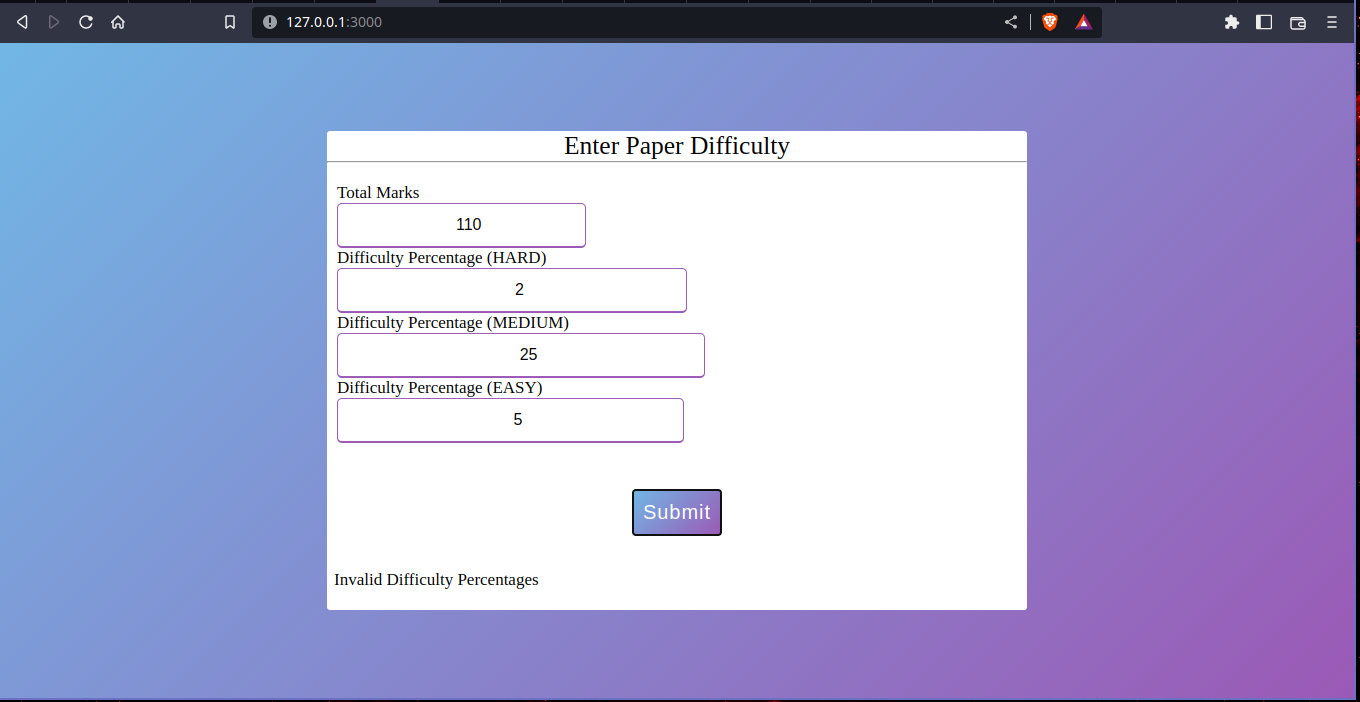 127.0.0.1:3000
Enter Paper Difficulty
Total Marks
110
Difficulty Percentage (HARD)
2
Difficulty Percentage (MEDIUM)
25
Difficulty Percentage (EASY)
5
Submit
Invalid Difficulty Percentages